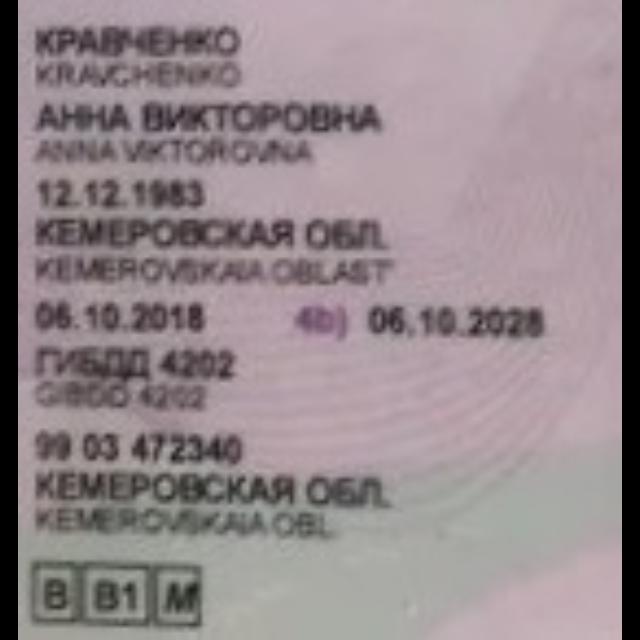 КРАВЧЕНКО
KRAVCHENKO
АННА ВИКТОРОВНА
ANNA VIKTOROVNA
12.12.1983
КЕМЕРОВСКАЯ ОБЛ.
KEMEROVSKAIA OBLAST'
06.10.2018 4b) 06.10.2028
ГИБДД 4202
GIBDD 4202
99 03 472340
КЕМЕРОВСКАЯ ОБЛ.
KEMEROVSKAIA OBL.
B B1 M